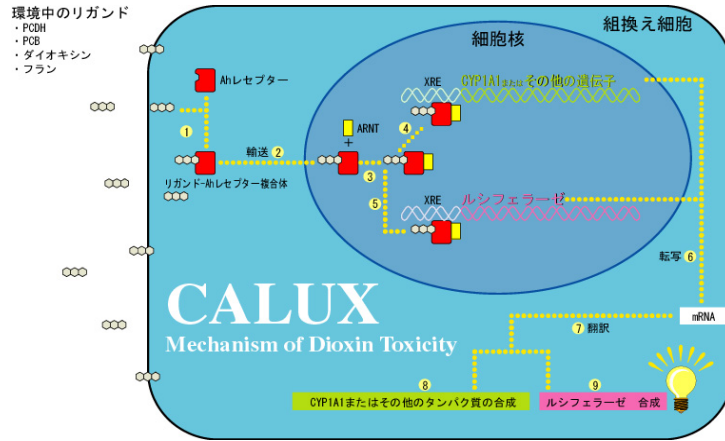 環境中のリガンド
・PCDH
・PCB
・ダイオキシン
・フラン
組換え細胞
細胞核
Ahレセプター
XRE
CYP1A1またはその他の遺伝子
ARNT
+
1
輸送 2
3
4
リガンド-Ahレセプター複合体
5
XRE
ルシフェラーゼ
転写 6
CALUX
Mechanism of Dioxin Toxicity
mRNA
7 翻訳
8
9
CYP1A1またはその他のタンパク質の合成
ルシフェラーゼ 合成